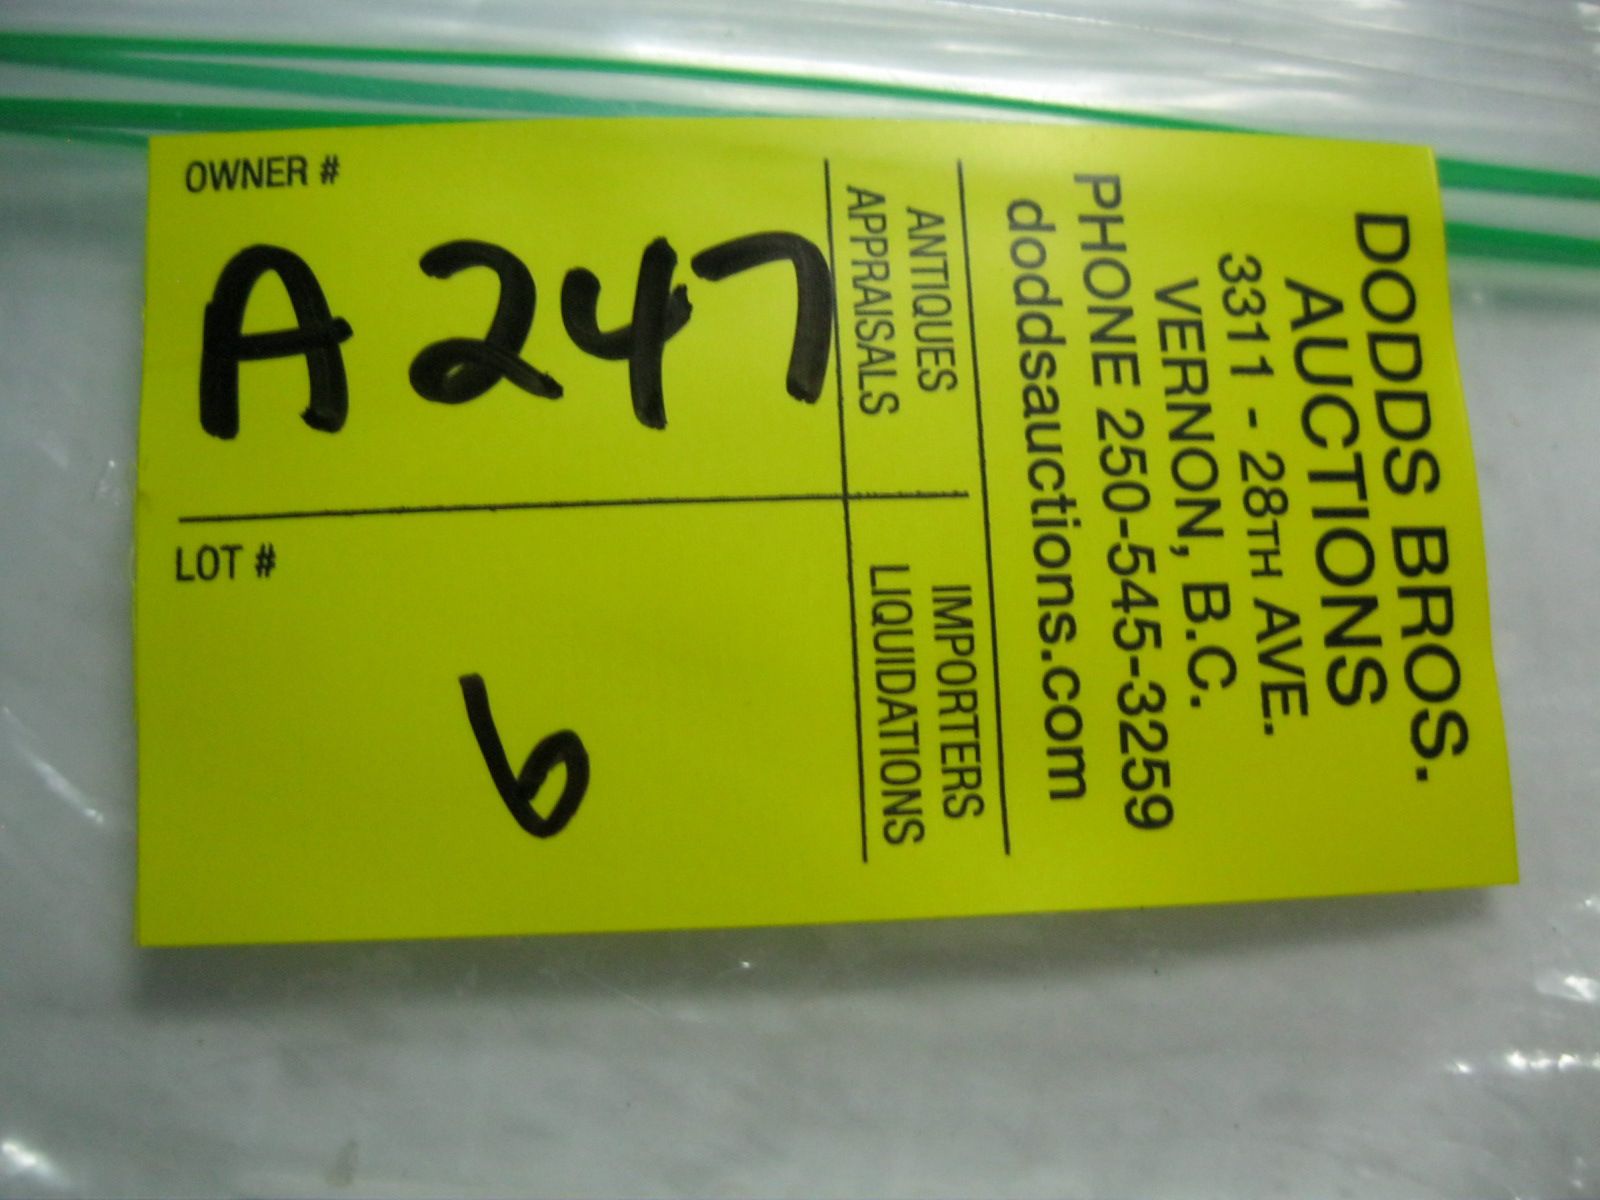 DODDS BROS.
AUCTIONS
3311 - 28TH AVE.
VERNON, B.C.
PHONE 250-545-3259
doddsauctions.com
ANTIQUES
APPRAISALS
IMPORTERS
LIQUIDATIONS
OWNER #
A 247
LOT #
6